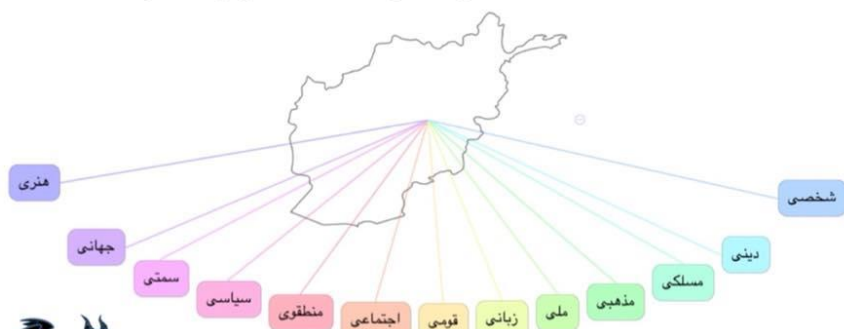 شخصی
دینی
مسلکی
مذهبی
ملی
زبانی
قومی
اجتماعی
منطقوی
سیاسی
سمتی
جهانی
هنری